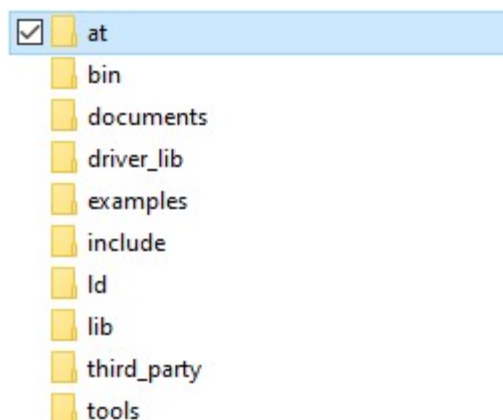 at
bin
documents
driver_lib
examples
include
ld
lib
third_party
tools